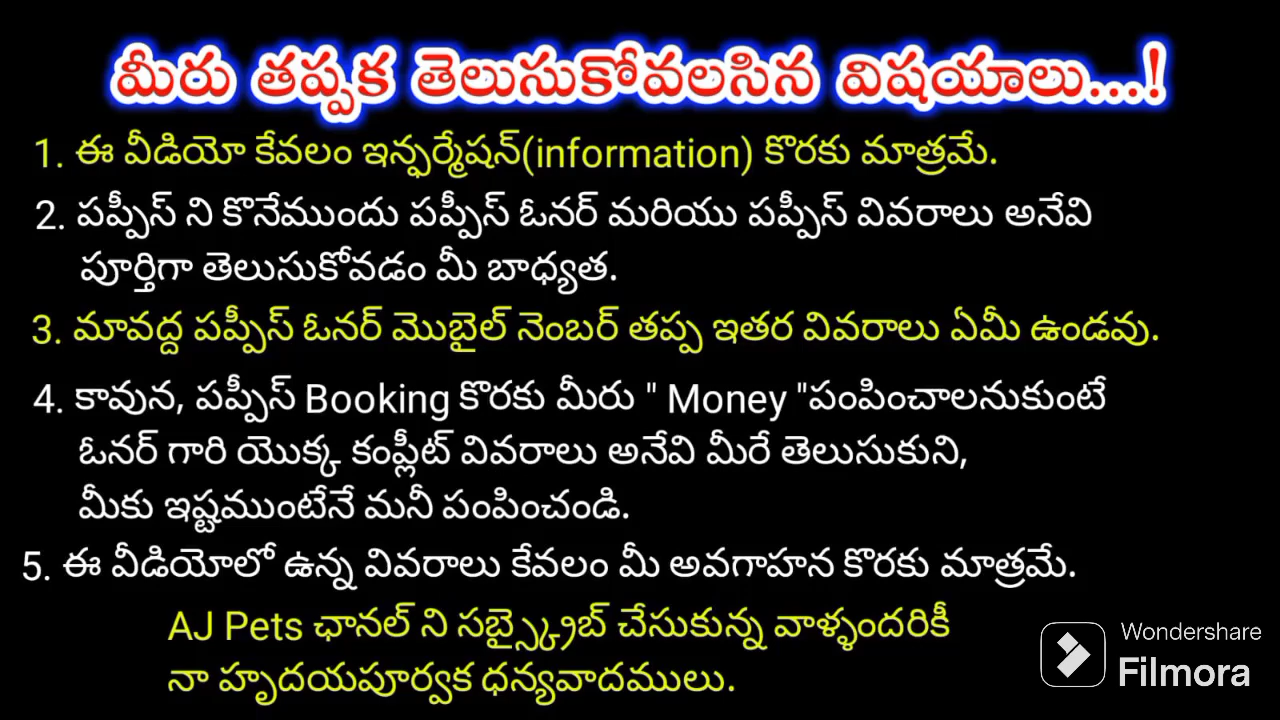 మీరు తప్పక తెలుసుకోవలసిన విషయాలు...!
1. ఈ వీడియో కేవలం ఇన్ఫర్మేషన్(information) కొరకు మాత్రమే.
2. పప్పీస్ ని కొనేముందు పప్పీస్ ఓనర్ మరియు పప్పీస్ వివరాలు అనేవి
పూర్తిగా తెలుసుకోవడం మీ బాధ్యత.
3. మావద్ద పప్పీస్ ఓనర్ మొబైల్ నెంబర్ తప్ప ఇతర వివరాలు ఏమీ ఉండవు.
4. కావున, పప్పీస్ Booking కొరకు మీరు " Money "పంపించాలనుకుంటే
ఓనర్ గారి యొక్క కంప్లీట్ వివరాలు అనేవి మీరే తెలుసుకుని,
మీకు ఇష్టముంటేనే మనీ పంపించండి.
5. ఈ వీడియోలో ఉన్న వివరాలు కేవలం మీ అవగాహన కొరకు మాత్రమే.
AJ Pets ఛానల్ ని సబ్స్క్రైబ్ చేసుకున్న వాళ్ళందరికీ
నా హృదయపూర్వక ధన్యవాదములు.
Wondershare
Filmora